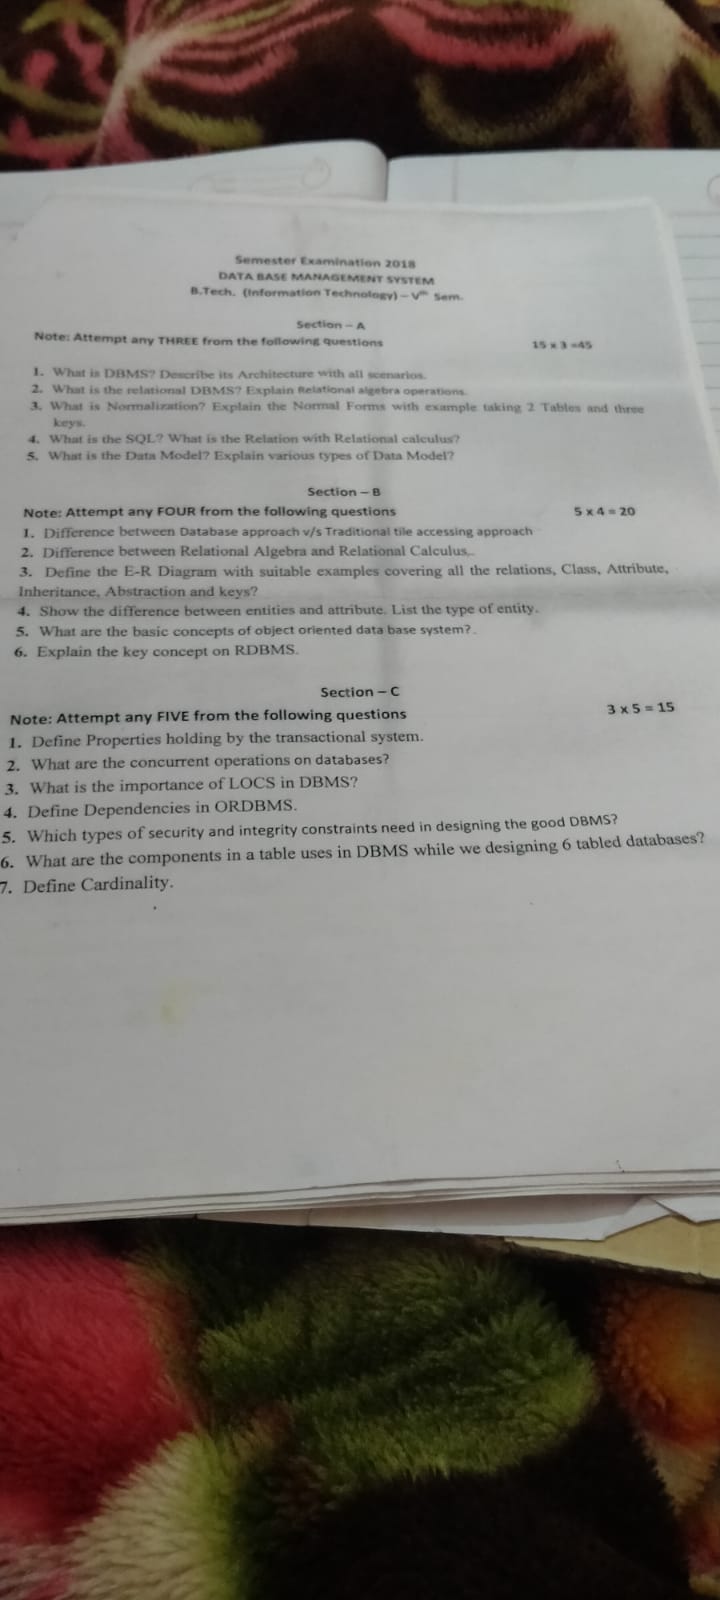 Semester Examination 2018
DATA BASE MANAGEMENT SYSTEM
B.Tech. (Information Technology) – Vth Sem.
Section – A
Note: Attempt any THREE from the following questions 15 x 3 =45
1. What is DBMS? Describe its Architecture with all scenarios.
2. What is the relational DBMS? Explain Relational algebra operations.
3. What is Normalization? Explain the Normal Forms with example taking 2 Tables and three
keys.
4. What is the SQL? What is the Relation with Relational calculus?
5. What is the Data Model? Explain various types of Data Model?
Section – B
Note: Attempt any FOUR from the following questions 5 x 4 = 20
1. Difference between Database approach v/s Traditional tile accessing approach
2. Difference between Relational Algebra and Relational Calculus,.
3. Define the E-R Diagram with suitable examples covering all the relations, Class, Attribute,
Inheritance, Abstraction and keys?
4. Show the difference between entities and attribute. List the type of entity.
5. What are the basic concepts of object oriented data base system?.
6. Explain the key concept on RDBMS.
Section – C
Note: Attempt any FIVE from the following questions 3 x 5 = 15
1. Define Properties holding by the transactional system.
2. What are the concurrent operations on databases?
3. What is the importance of LOCS in DBMS?
4. Define Dependencies in ORDBMS.
5. Which types of security and integrity constraints need in designing the good DBMS?
6. What are the components in a table uses in DBMS while we designing 6 tabled databases?
7. Define Cardinality.